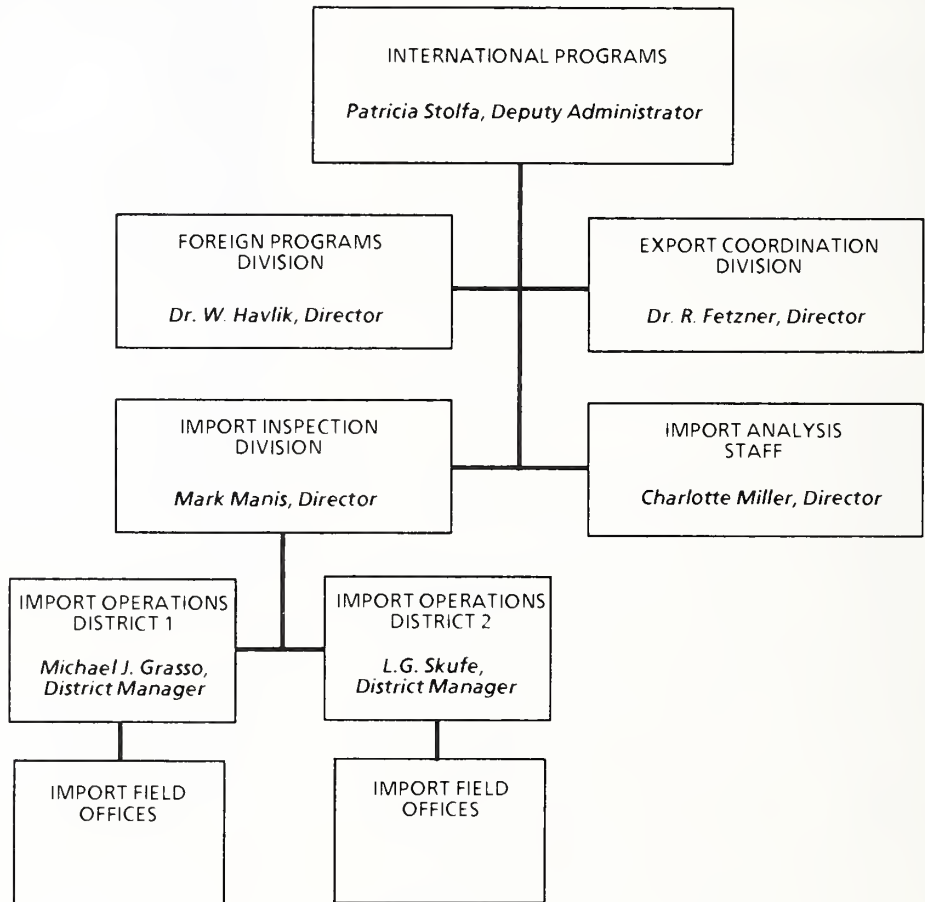 INTERNATIONAL PROGRAMS
Patricia Stolfa, Deputy Administrator
FOREIGN PROGRAMS
DIVISION
Dr. W. Havlik, Director
EXPORT COORDINATION
DIVISION
Dr. R. Fetzner, Director
IMPORT INSPECTION
DIVISION
Mark Manis, Director
IMPORT ANALYSIS
STAFF
Charlotte Miller, Director
IMPORT OPERATIONS
DISTRICT 1
Michael J. Grasso,
District Manager
IMPORT OPERATIONS
DISTRICT 2
L.G. Skufe,
District Manager
IMPORT FIELD
OFFICES
IMPORT FIELD
OFFICES